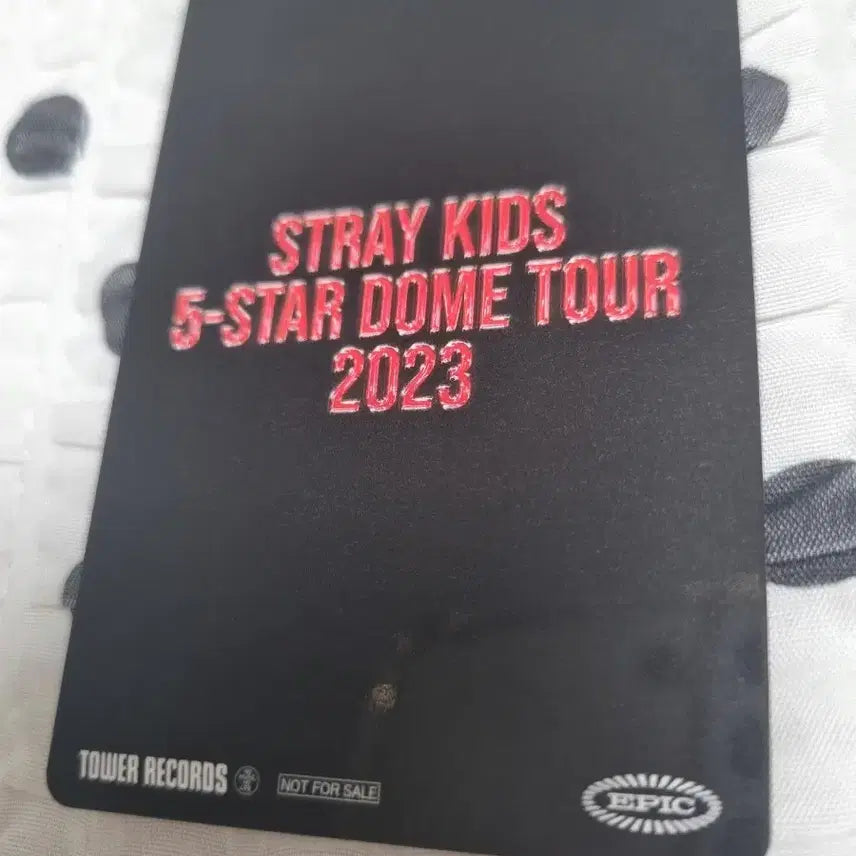 STRAY KIDS
5-STAR DOME TOUR
2023
TOWER RECORDS
NOT FOR SALE
EPIC